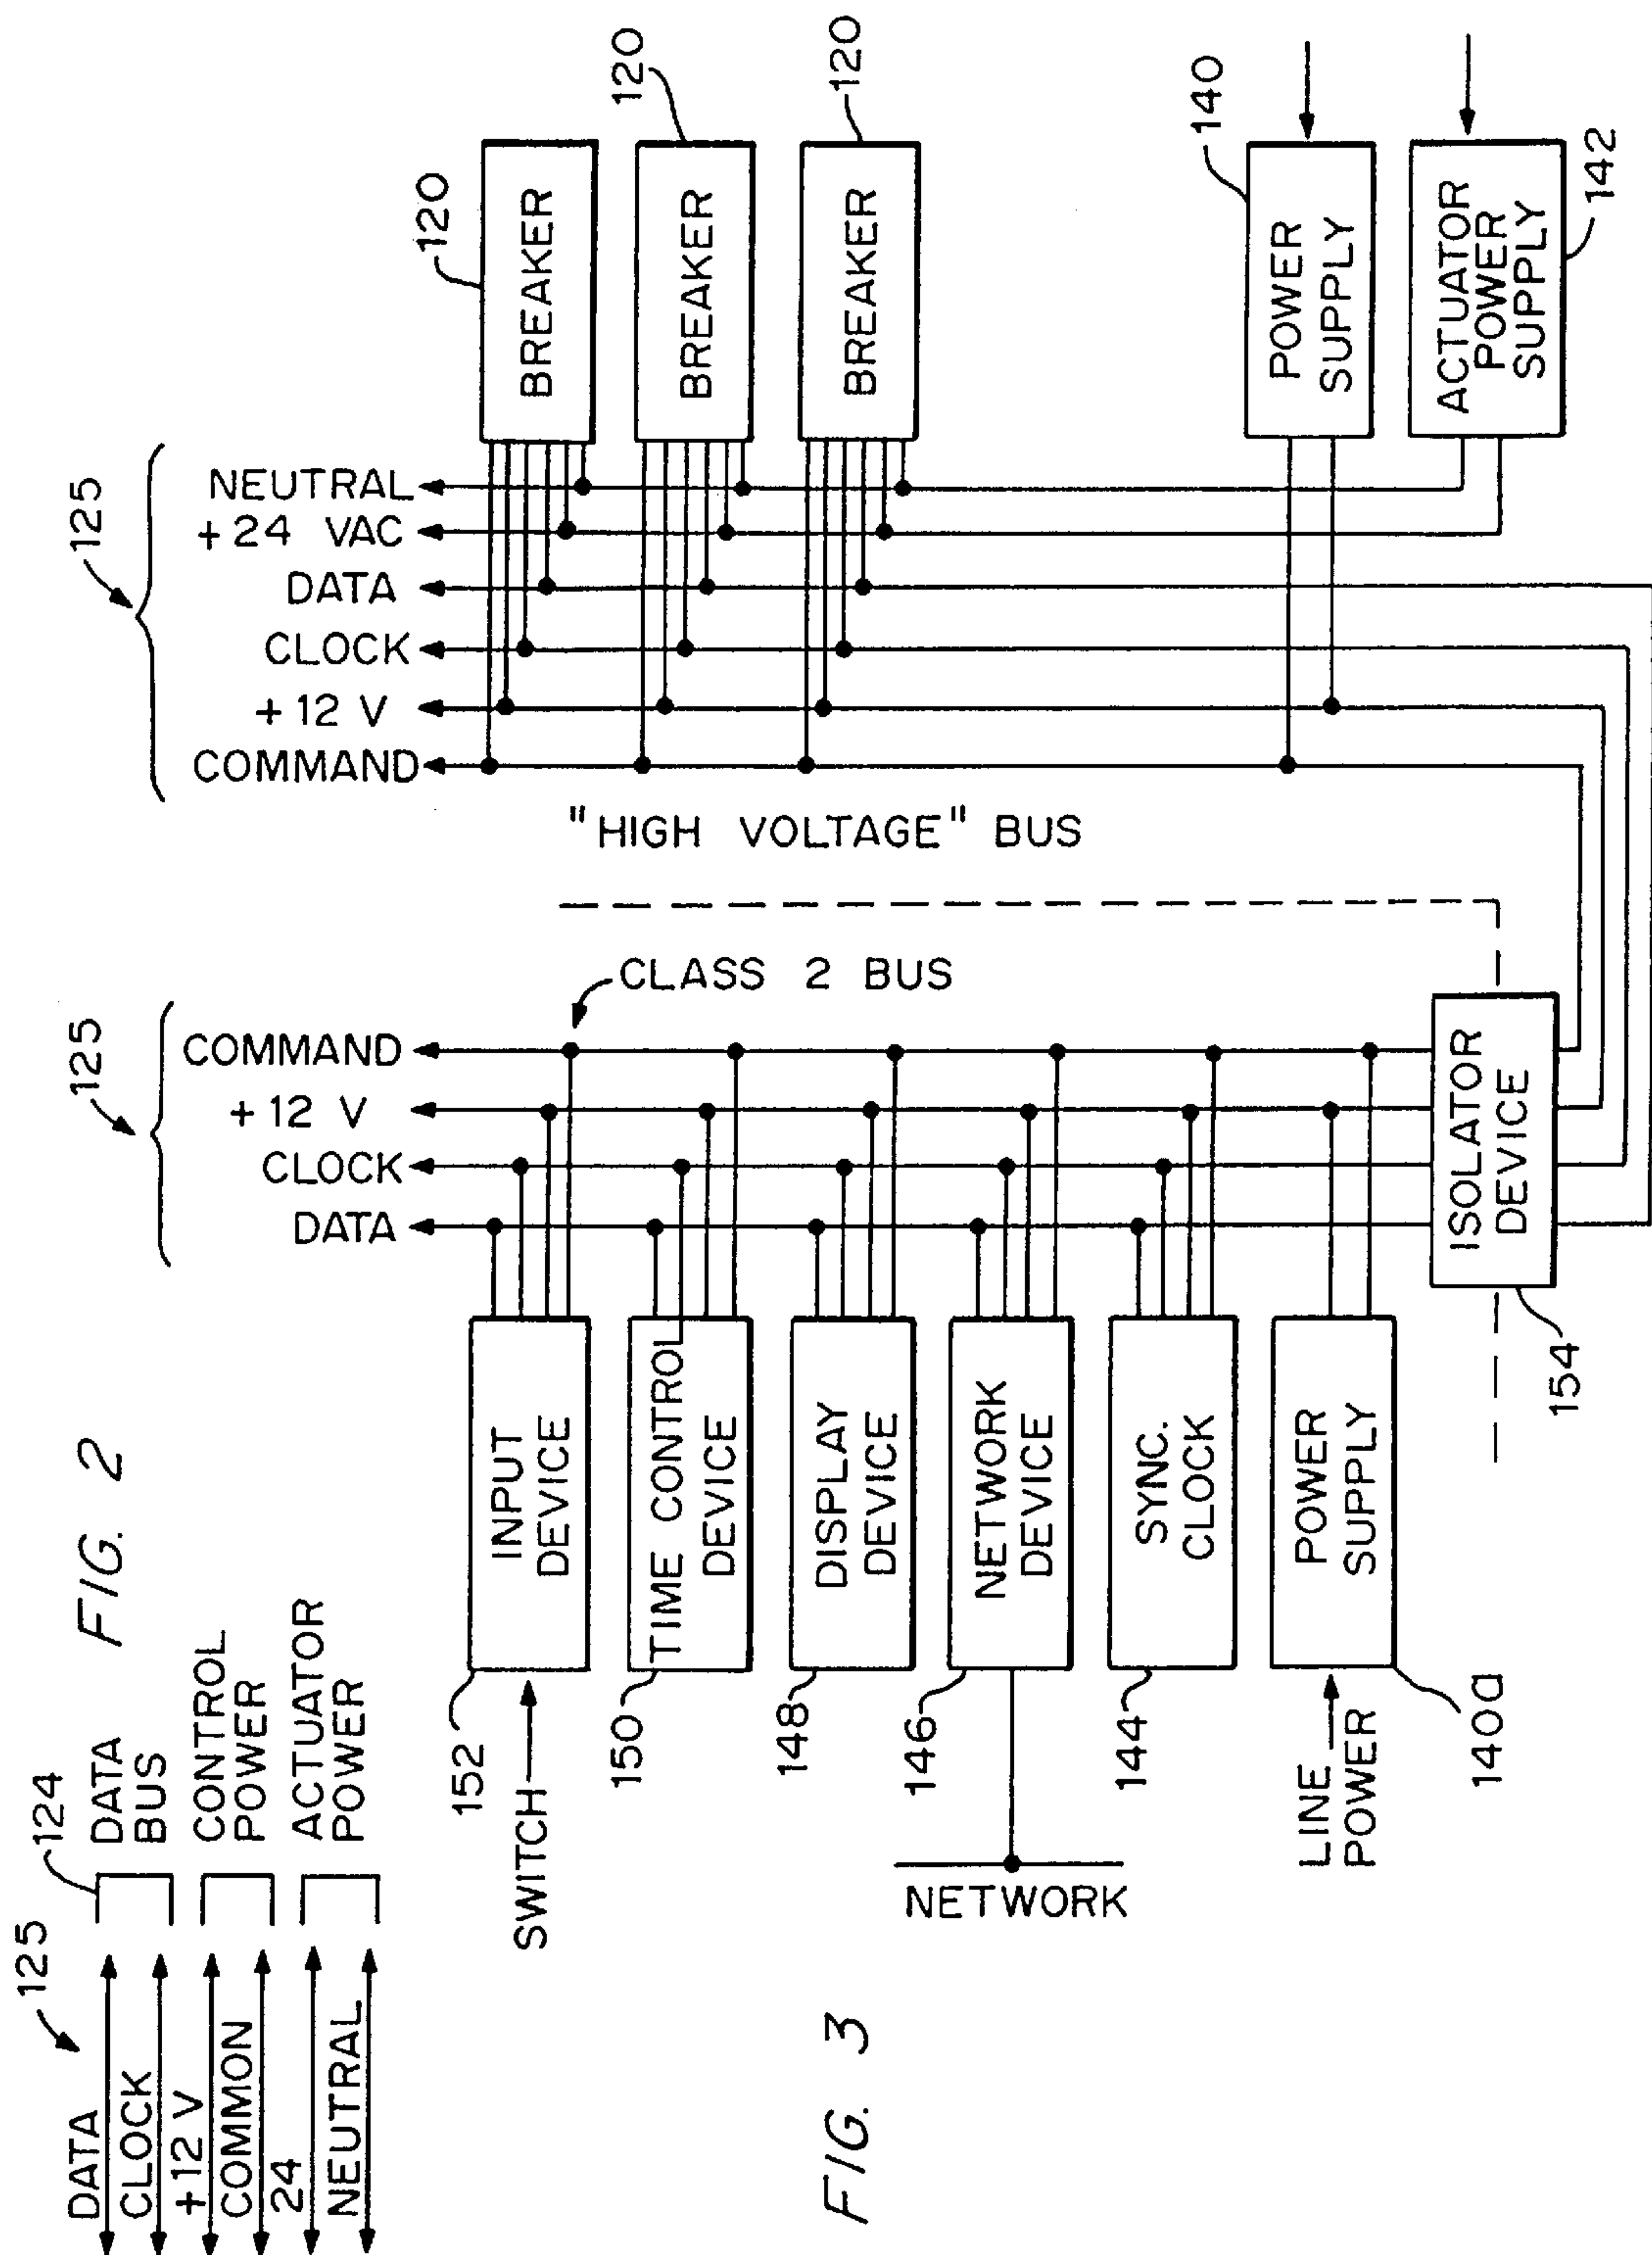 FIG. 2
125
124
DATA
CLOCK
+12 V
COMMON
24
NEUTRAL
DATA
BUS
CONTROL
POWER
ACTUATOR
POWER
FIG. 3
125
COMMAND
+12 V
CLOCK
DATA
CLASS 2 BUS
152
SWITCH
INPUT
DEVICE
150
TIME CONTROL
DEVICE
148
DISPLAY
DEVICE
146
NETWORK
NETWORK
DEVICE
144
SYNC.
CLOCK
LINE
POWER
140a
POWER
SUPPLY
154
ISOLATOR
DEVICE
"HIGH VOLTAGE" BUS
125
NEUTRAL
+24 VAC
DATA
CLOCK
+12 V
COMMAND
120
BREAKER
120
BREAKER
120
BREAKER
140
POWER
SUPPLY
142
ACTUATOR
POWER
SUPPLY